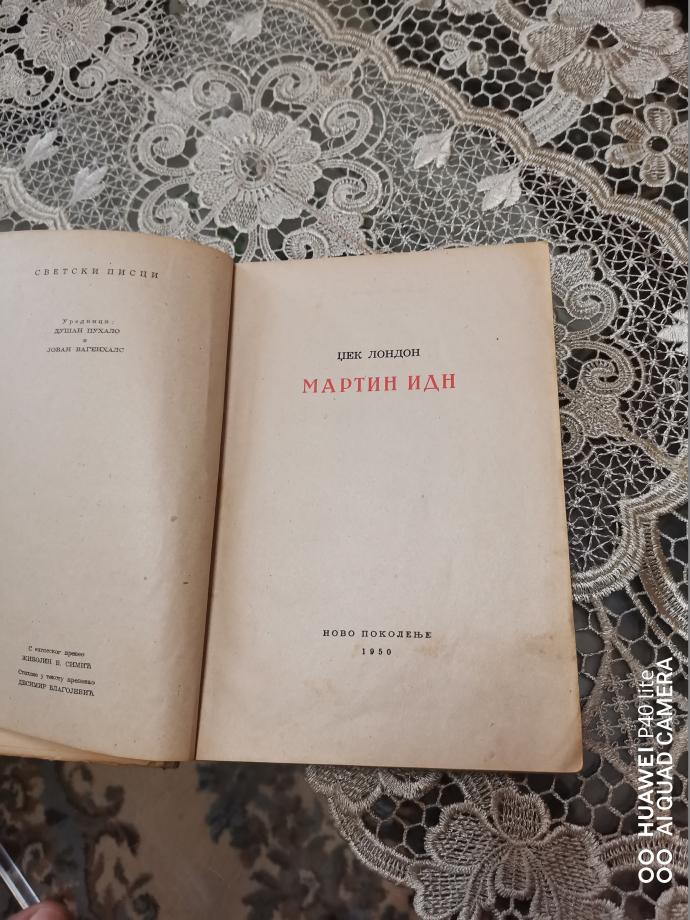 СВЕТСКИ ПИСЦИ
Уредници:
ДУШАН ПУХАЛО
и
ЈОВАН ВАГЕНХАЛС
С енглеског превео
ЖИВОЈИН В. СИМИЋ
Стихове у тексту препевао
ДЕСИМИР БЛАГОЈЕВИЋ
ЏЕК ЛОНДОН
МАРТИН ИДН
НОВО ПОКОЛЕЊЕ
1950
HUAWEI P40 lite
AI QUAD CAMERA